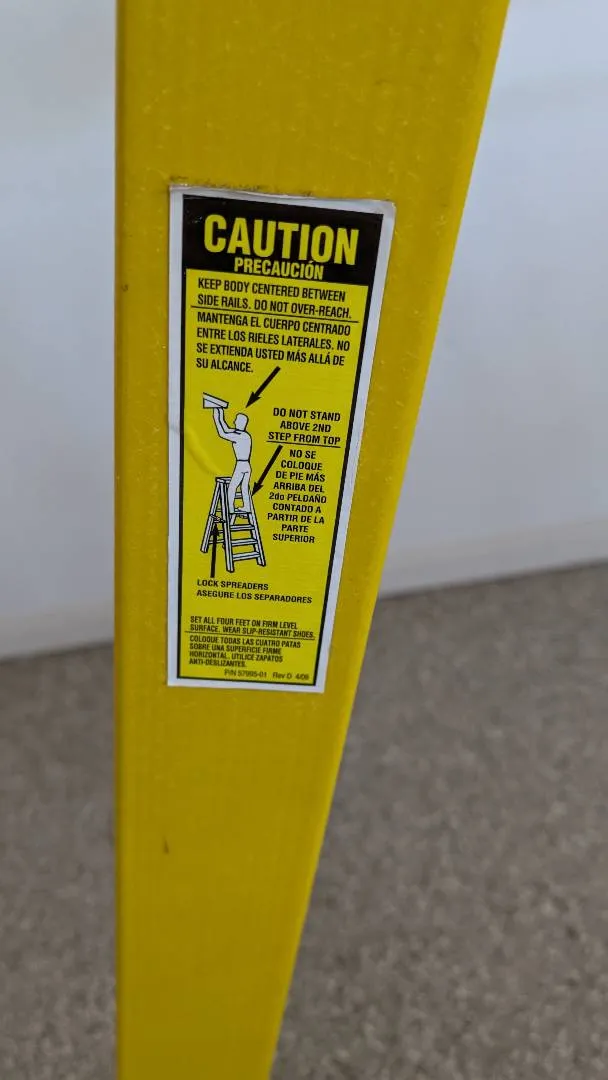 CAUTION
PRECAUCIÓN
KEEP BODY CENTERED BETWEEN
SIDE RAILS. DO NOT OVER-REACH.
MANTENGA EL CUERPO CENTRADO
ENTRE LOS RIELES LATERALES. NO
SE EXTIENDA USTED MÁS ALLÁ DE
SU ALCANCE.
DO NOT STAND
ABOVE 2ND
STEP FROM TOP
NO SE
COLOQUE
DE PIE MÁS
ARRIBA DEL
2do PELDAÑO
CONTADO A
PARTIR DE LA
PARTE
SUPERIOR
LOCK SPREADERS
ASEGURE LOS SEPARADORES
SET ALL FOUR FEET ON FIRM LEVEL
SURFACE. WEAR SLIP-RESISTANT SHOES.
COLOQUE TODAS LAS CUATRO PATAS
SOBRE UNA SUPERFICIE FIRME
HORIZONTAL. UTILICE ZAPATOS
ANTI-DESLIZANTES.
P/N 57995-01 Rev D 4/09